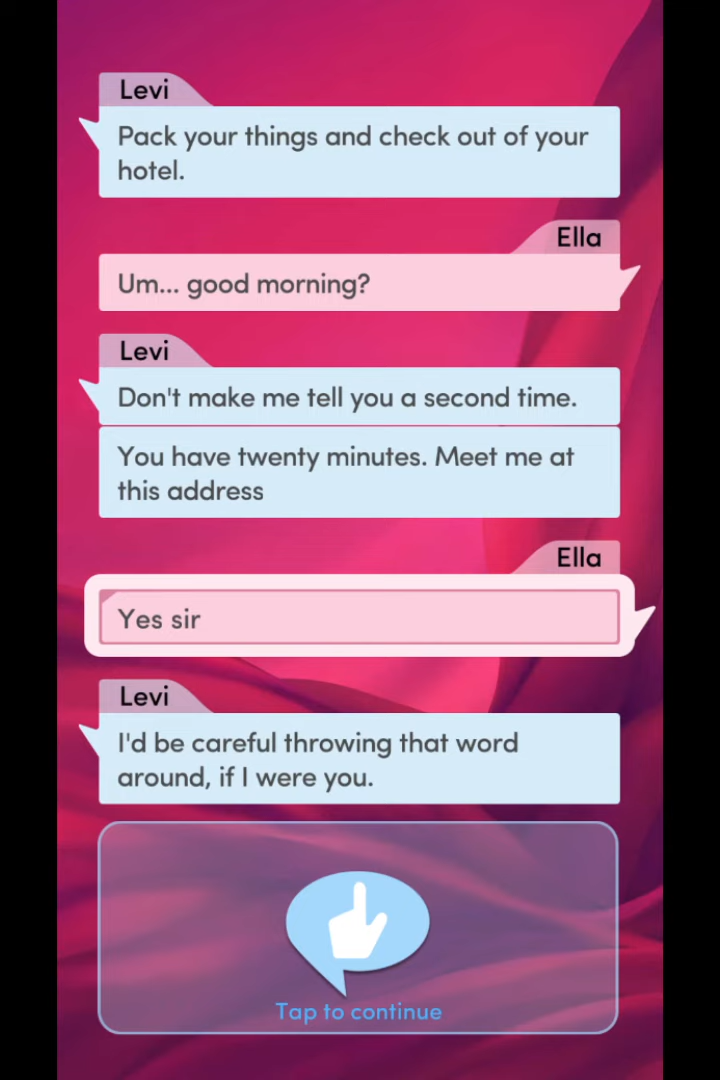 Levi
Pack your things and check out of your
hotel.
Ella
Um... good morning?
Levi
Don't make me tell you a second time.
You have twenty minutes. Meet me at
this address
Ella
Yes sir
Levi
I'd be careful throwing that word
around, if I were you.
Tap to continue